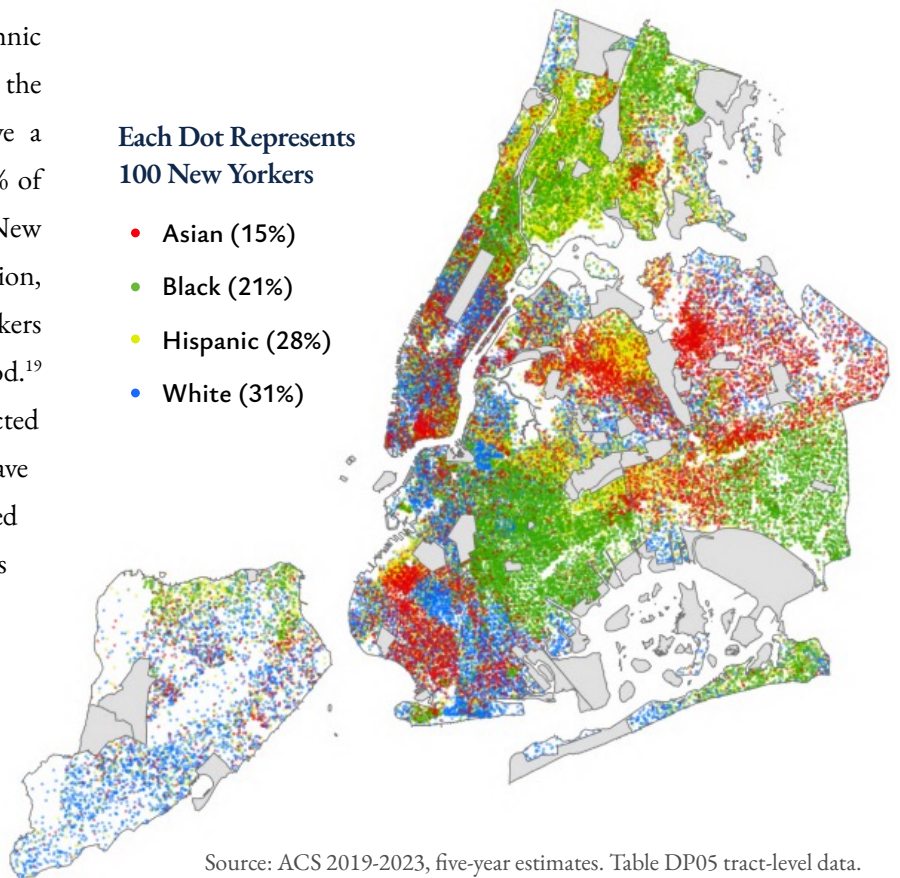 hnic
the
ve a
% of
New
ion,
kers
od.19
cted
ave
ed
s
Each Dot Represents
100 New Yorkers
Asian (15%)
Black (21%)
Hispanic (28%)
White (31%)
Source: ACS 2019-2023, five-year estimates. Table DP05 tract-level data.